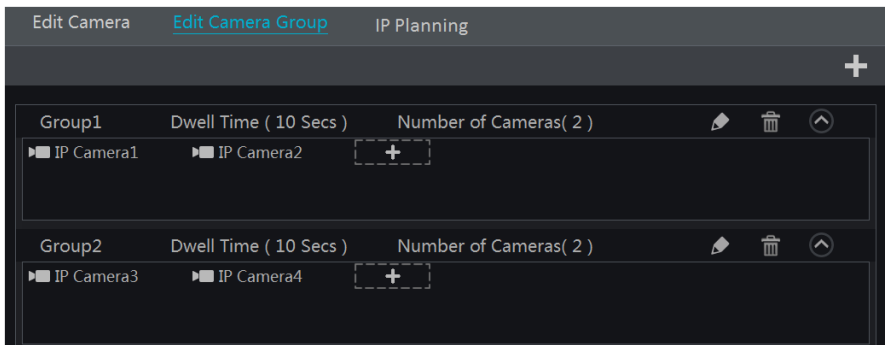 Edit Camera Edit Camera Group IP Planning
Group1 Dwell Time ( 10 Secs ) Number of Cameras( 2 )
IP Camera1 IP Camera2
Group2 Dwell Time ( 10 Secs ) Number of Cameras( 2 )
IP Camera3 IP Camera4